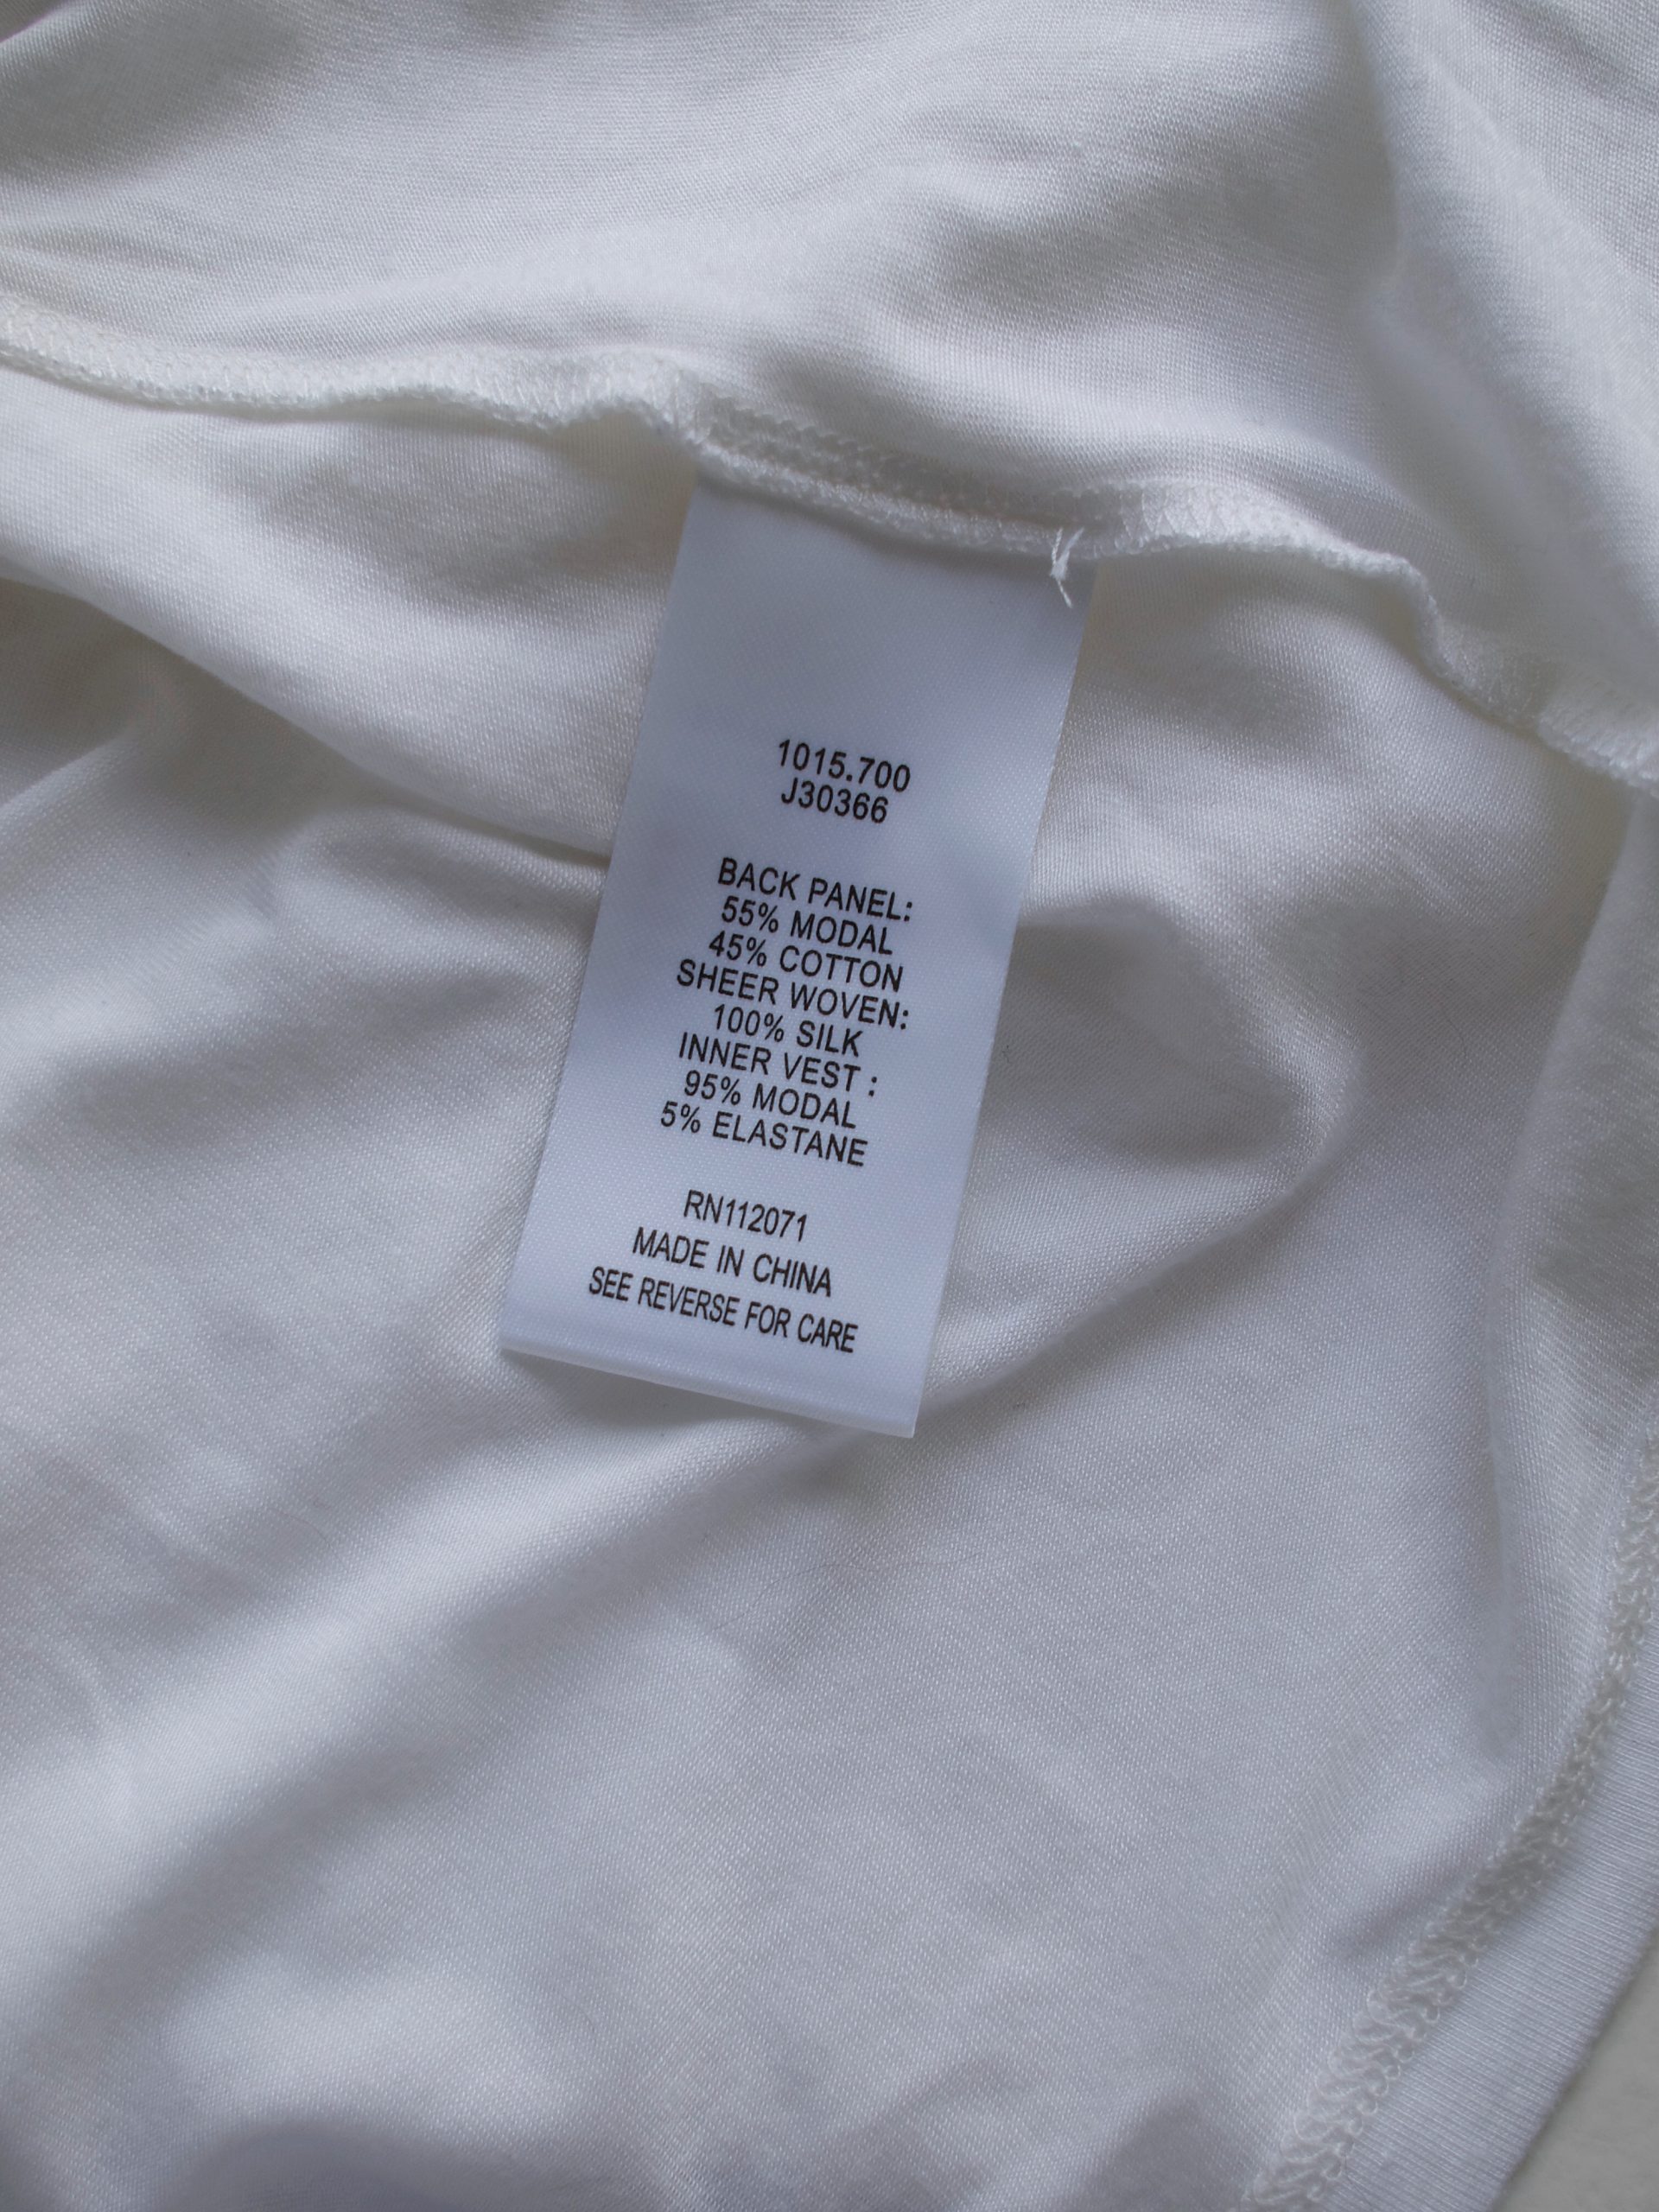 1015.700
J30366
BACK PANEL:
55% MODAL
45% COTTON
SHEER WOVEN:
100% SILK
INNER VEST :
95% MODAL
5% ELASTANE
RN112071
MADE IN CHINA
SEE REVERSE FOR CARE